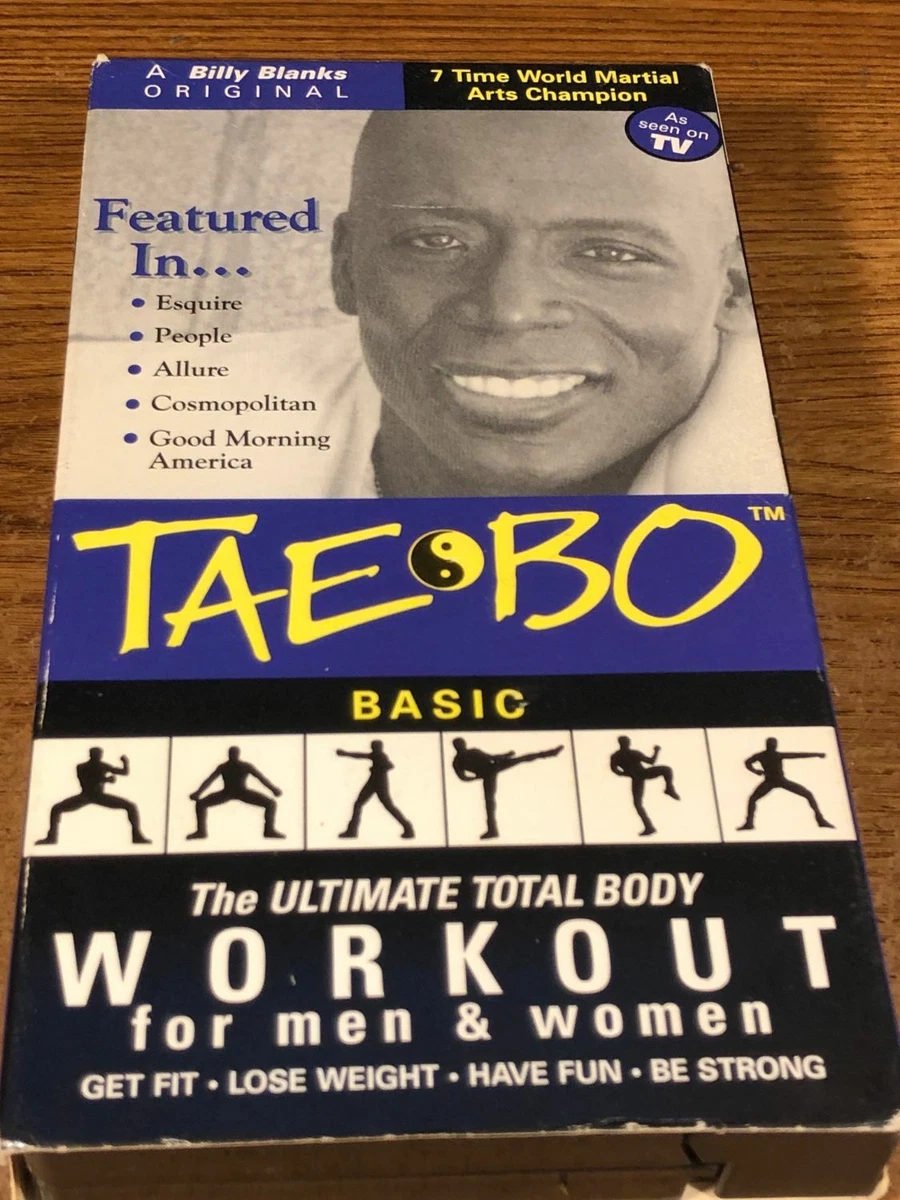 A Billy Blanks
ORIGINAL
7 Time World Martial
Arts Champion
As
seen on
TV
Featured
In...
• Esquire
• People
• Allure
• Cosmopolitan
• Good Morning
America
TAE BO™
BASIC
The ULTIMATE TOTAL BODY
WORKOUT
for men & women
GET FIT • LOSE WEIGHT • HAVE FUN • BE STRONG